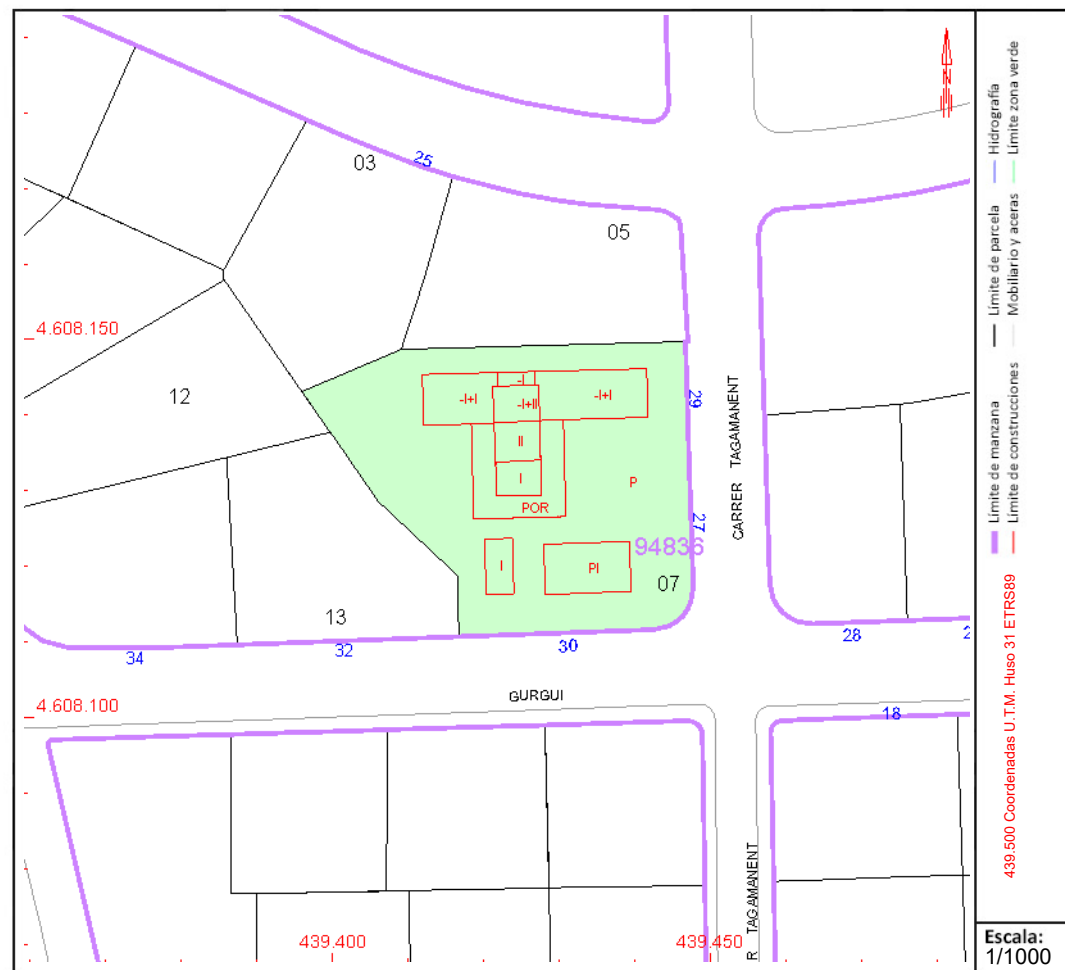 03
25
05
4.608.150
12
-I
-I+I
-I+II
-I+I
29
II
I
P
POR
27
CARRER TAGAMANENT
94836
I
PI
07
13
34
32
30
28
GURGUI
4.608.100
18
R TAGAMANENT
439.400
439.450
N
Hidrografía
Límite zona verde
Límite de parcela
Mobiliario y aceras
Límite de manzana
Límite de construcciones
439.500 Coordenadas U.T.M. Huso 31 ETRS89
Escala:
1/1000